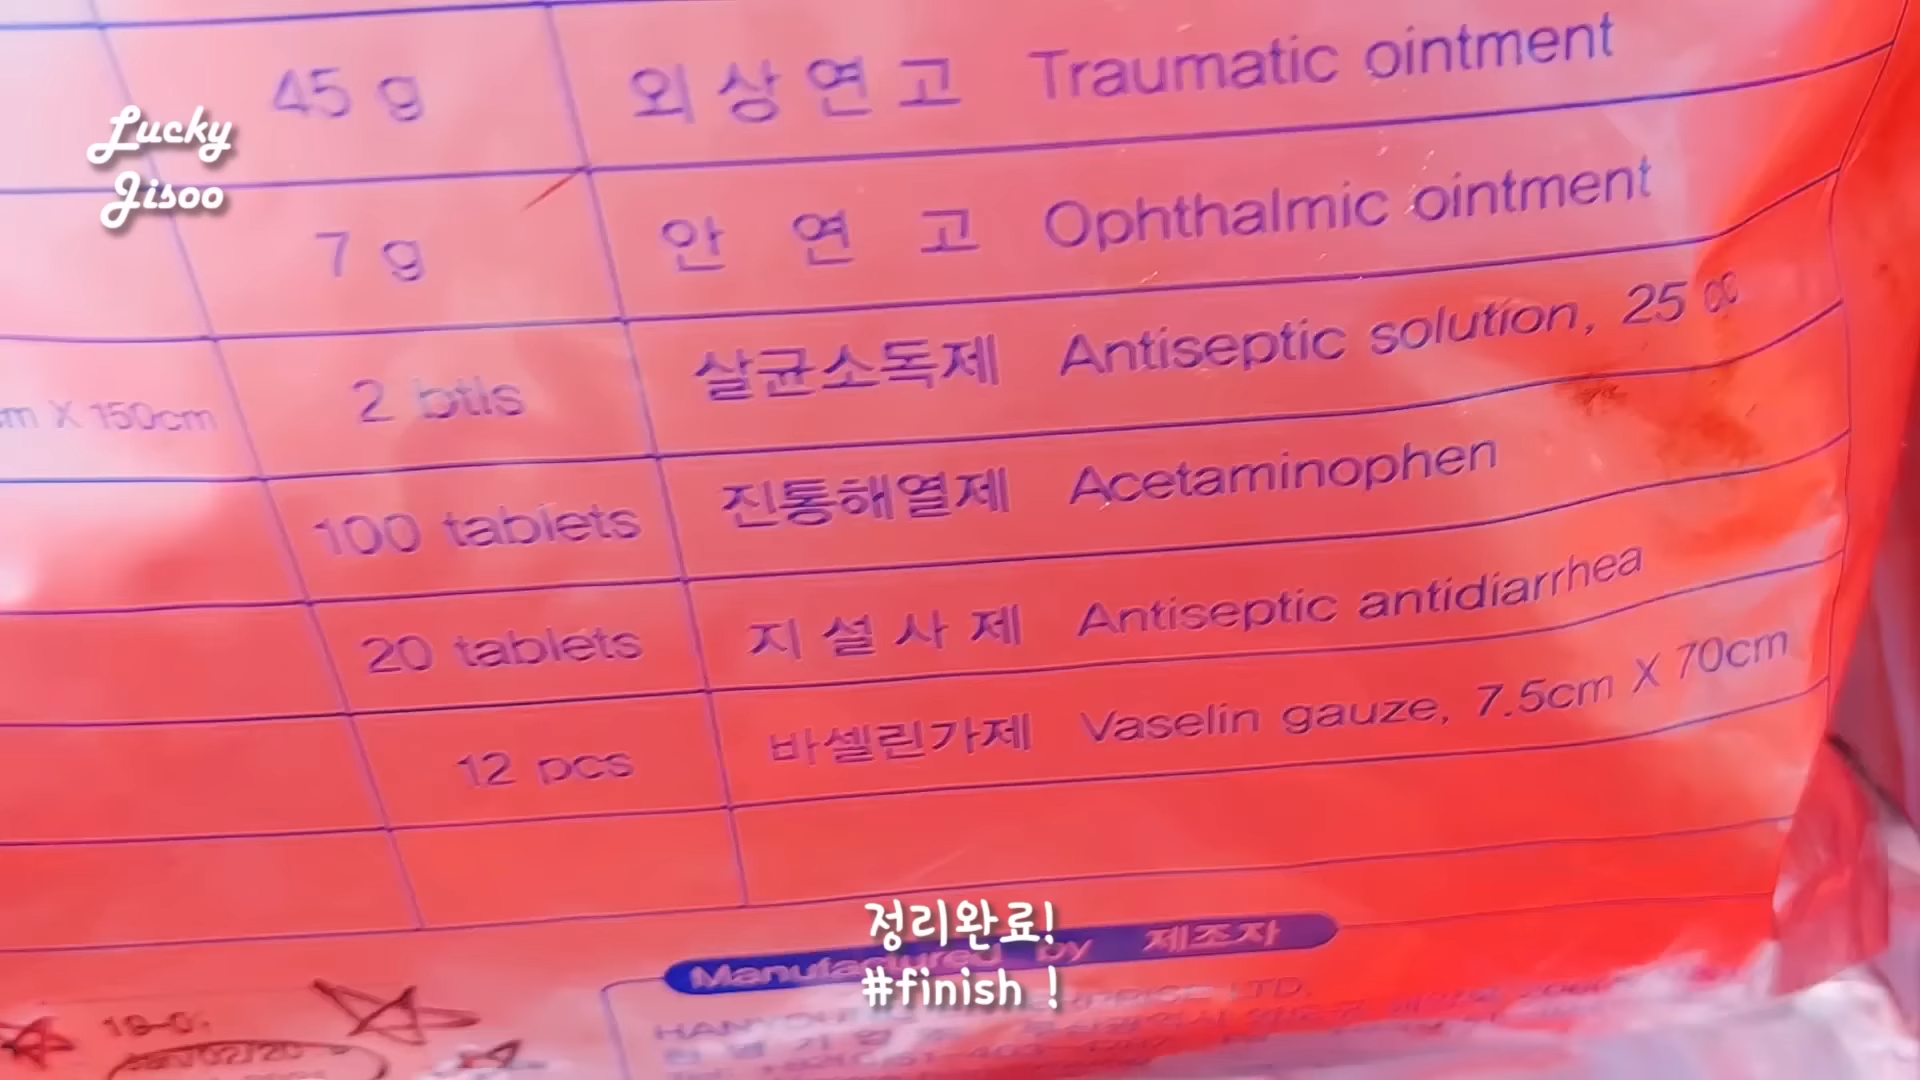 45 g 외상연고 Traumatic ointment
Lucky
Jisoo
7 g 안연고 Ophthalmic ointment
m X 150cm 2 btls 살균소독제 Antiseptic solution, 25 cc
100 tablets 진통해열제 Acetaminophen
20 tablets 지설사제 Antiseptic antidiarrhea
12 pcs 바셀린가제 Vaselin gauze, 7.5cm X 70cm
정리완료!
Manufactured by 제조자
#finish !
LTD.